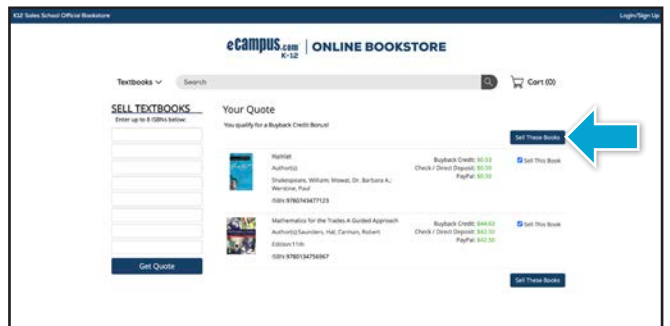 K12 Sales School Official Bookstore
Login/Sign Up
eCAMPUS.com K-12 | ONLINE BOOKSTORE
Textbooks
Search
Cart (0)
SELL TEXTBOOKS
Enter up to 8 ISBNs below:
Get Quote
Your Quote
You qualify for a Buyback Credit Bonus!
Sell These Books
Hamlet
Author(s)
Shakespeare, William; Mowat, Dr. Barbara A.;
Werstine, Paul
ISBN:9780743477123
Buyback Credit: $0.53
Check / Direct Deposit: $0.50
PayPal: $0.50
Sell This Book
Mathematics for the Trades A Guided Approach
Author(s) Saunders, Hal; Carman, Robert
Edition:11th
ISBN:9780134756967
Buyback Credit: $44.63
Check / Direct Deposit: $42.50
PayPal: $42.50
Sell This Book
Sell These Books